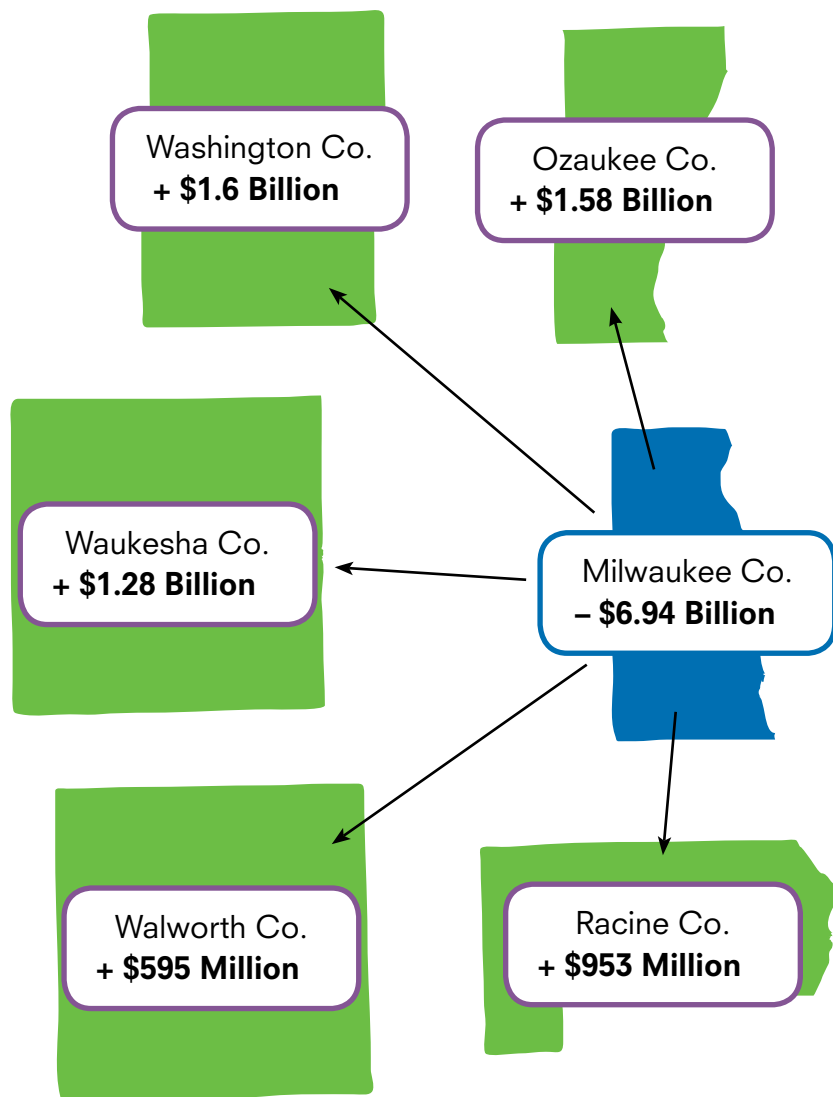 Washington Co.
+ $1.6 Billion
Ozaukee Co.
+ $1.58 Billion
Waukesha Co.
+ $1.28 Billion
Milwaukee Co.
– $6.94 Billion
Walworth Co.
+ $595 Million
Racine Co.
+ $953 Million